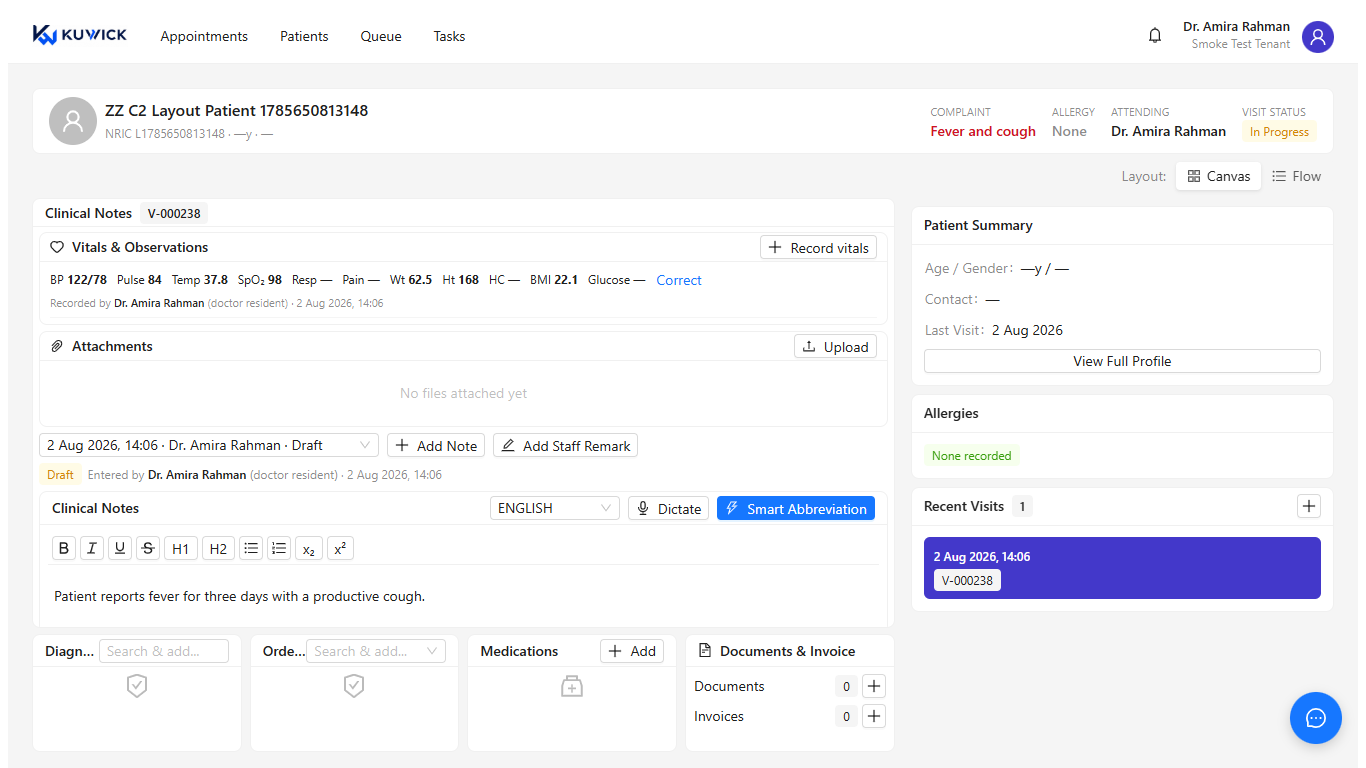 KUWICK Appointments Patients Queue Tasks
Dr. Amira Rahman
Smoke Test Tenant
ZZ C2 Layout Patient 1785650813148
NRIC L1785650813148 · —y · —
COMPLAINT ALLERGY ATTENDING VISIT STATUS
Fever and cough None Dr. Amira Rahman In Progress
Layout: Canvas Flow
Clinical Notes V-000238
Vitals & Observations Record vitals
BP 122/78 Pulse 84 Temp 37.8 SpO₂ 98 Resp — Pain — Wt 62.5 Ht 168 HC — BMI 22.1 Glucose — Correct
Recorded by Dr. Amira Rahman (doctor resident) · 2 Aug 2026, 14:06
Attachments Upload
No files attached yet
2 Aug 2026, 14:06 · Dr. Amira Rahman · Draft Add Note Add Staff Remark
Draft Entered by Dr. Amira Rahman (doctor resident) · 2 Aug 2026, 14:06
Clinical Notes ENGLISH Dictate Smart Abbreviation
B I U S H1 H2 x₂ x²
Patient reports fever for three days with a productive cough.
Diagn... Search & add...
Orde... Search & add...
Medications Add
Documents & Invoice
Documents 0
Invoices 0
Patient Summary
Age / Gender: —y / —
Contact: —
Last Visit: 2 Aug 2026
View Full Profile
Allergies
None recorded
Recent Visits 1
2 Aug 2026, 14:06
V-000238